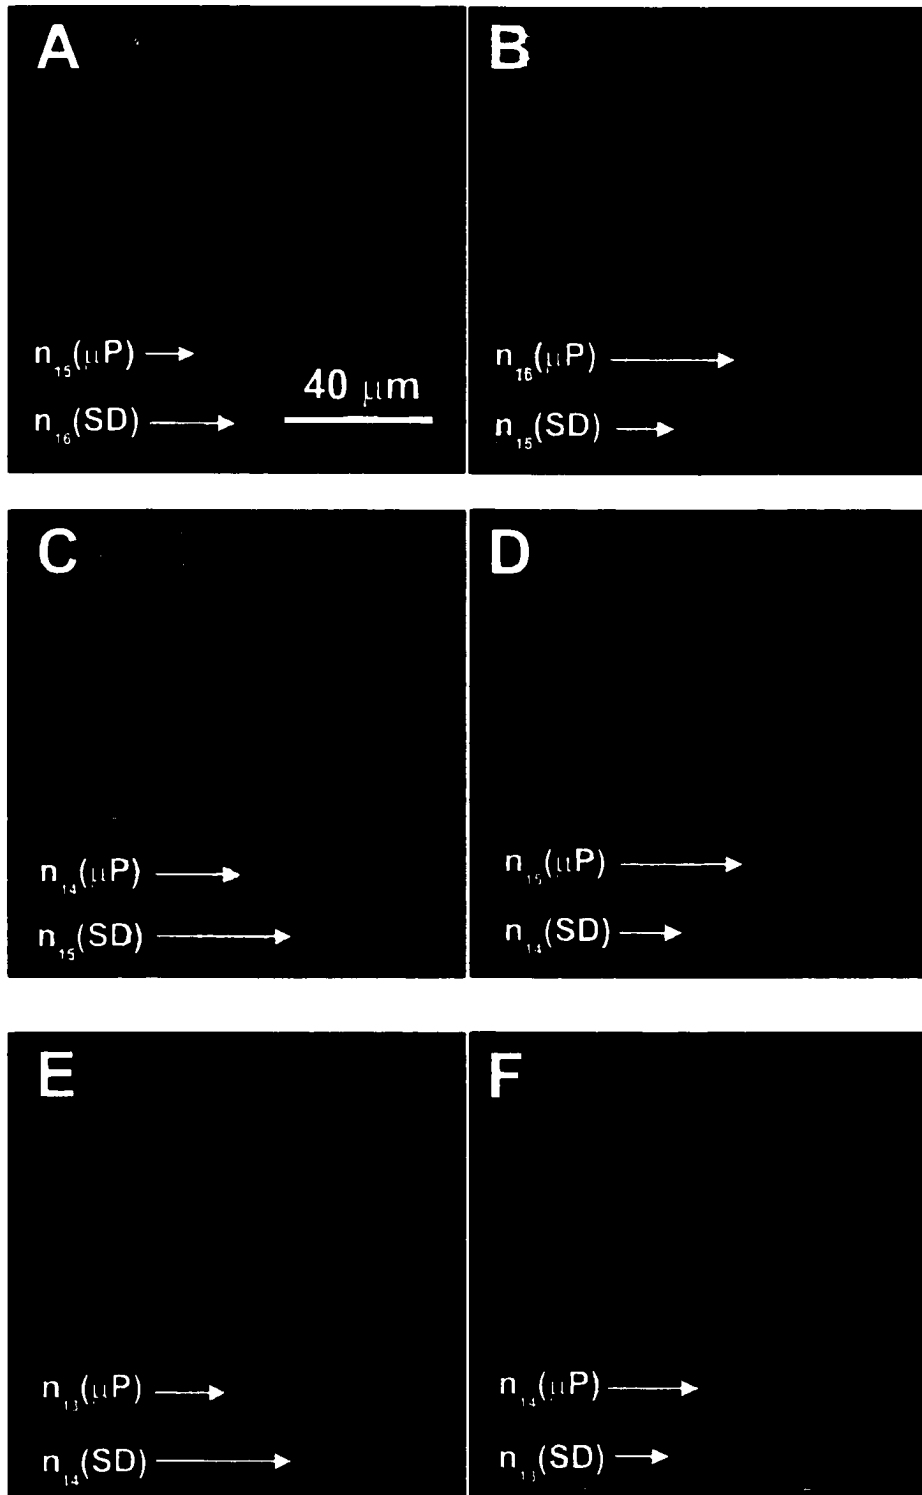 A
n₁₅(μP)
40 μm
n₁₆(SD)
B
n₁₆(μP)
n₁₅(SD)
C
n₁₄(μP)
n₁₅(SD)
D
n₁₅(μP)
n₁₄(SD)
E
n₁₃(μP)
n₁₄(SD)
F
n₁₄(μP)
n₁₃(SD)